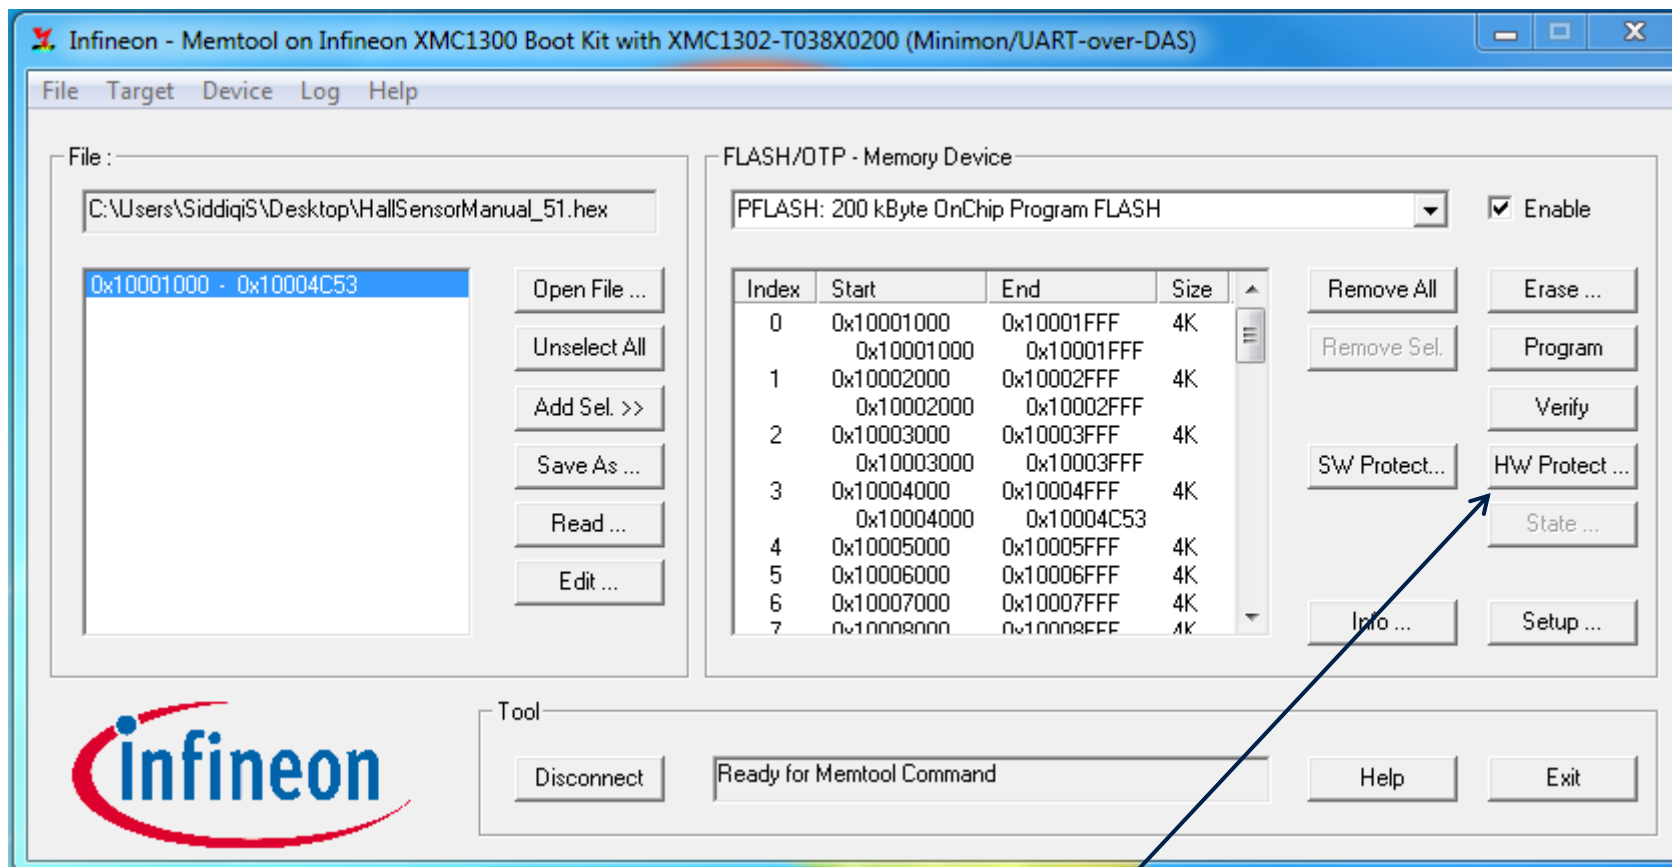 Infineon - Memtool on Infineon XMC1300 Boot Kit with XMC1302-T038X0200 (Minimon/UART-over-DAS)
File Target Device Log Help
File :
C:\Users\SiddiqiS\Desktop\HallSensorManual_51.hex
0x10001000 - 0x10004C53
Open File ...
Unselect All
Add Sel. >>
Save As ...
Read ...
Edit ...
FLASH/OTP - Memory Device
PFLASH: 200 kByte OnChip Program FLASH
Enable
Index Start End Size
0 0x10001000 0x10001FFF 4K
0x10001000 0x10001FFF
1 0x10002000 0x10002FFF 4K
0x10002000 0x10002FFF
2 0x10003000 0x10003FFF 4K
0x10003000 0x10003FFF
3 0x10004000 0x10004FFF 4K
0x10004000 0x10004C53
4 0x10005000 0x10005FFF 4K
5 0x10006000 0x10006FFF 4K
6 0x10007000 0x10007FFF 4K
7 0x10008000 0x10008FFF 4K
Remove All
Erase ...
Remove Sel.
Program
Verify
SW Protect...
HW Protect ...
State ...
Info ...
Setup ...
infineon
Tool
Disconnect
Ready for Memtool Command
Help
Exit